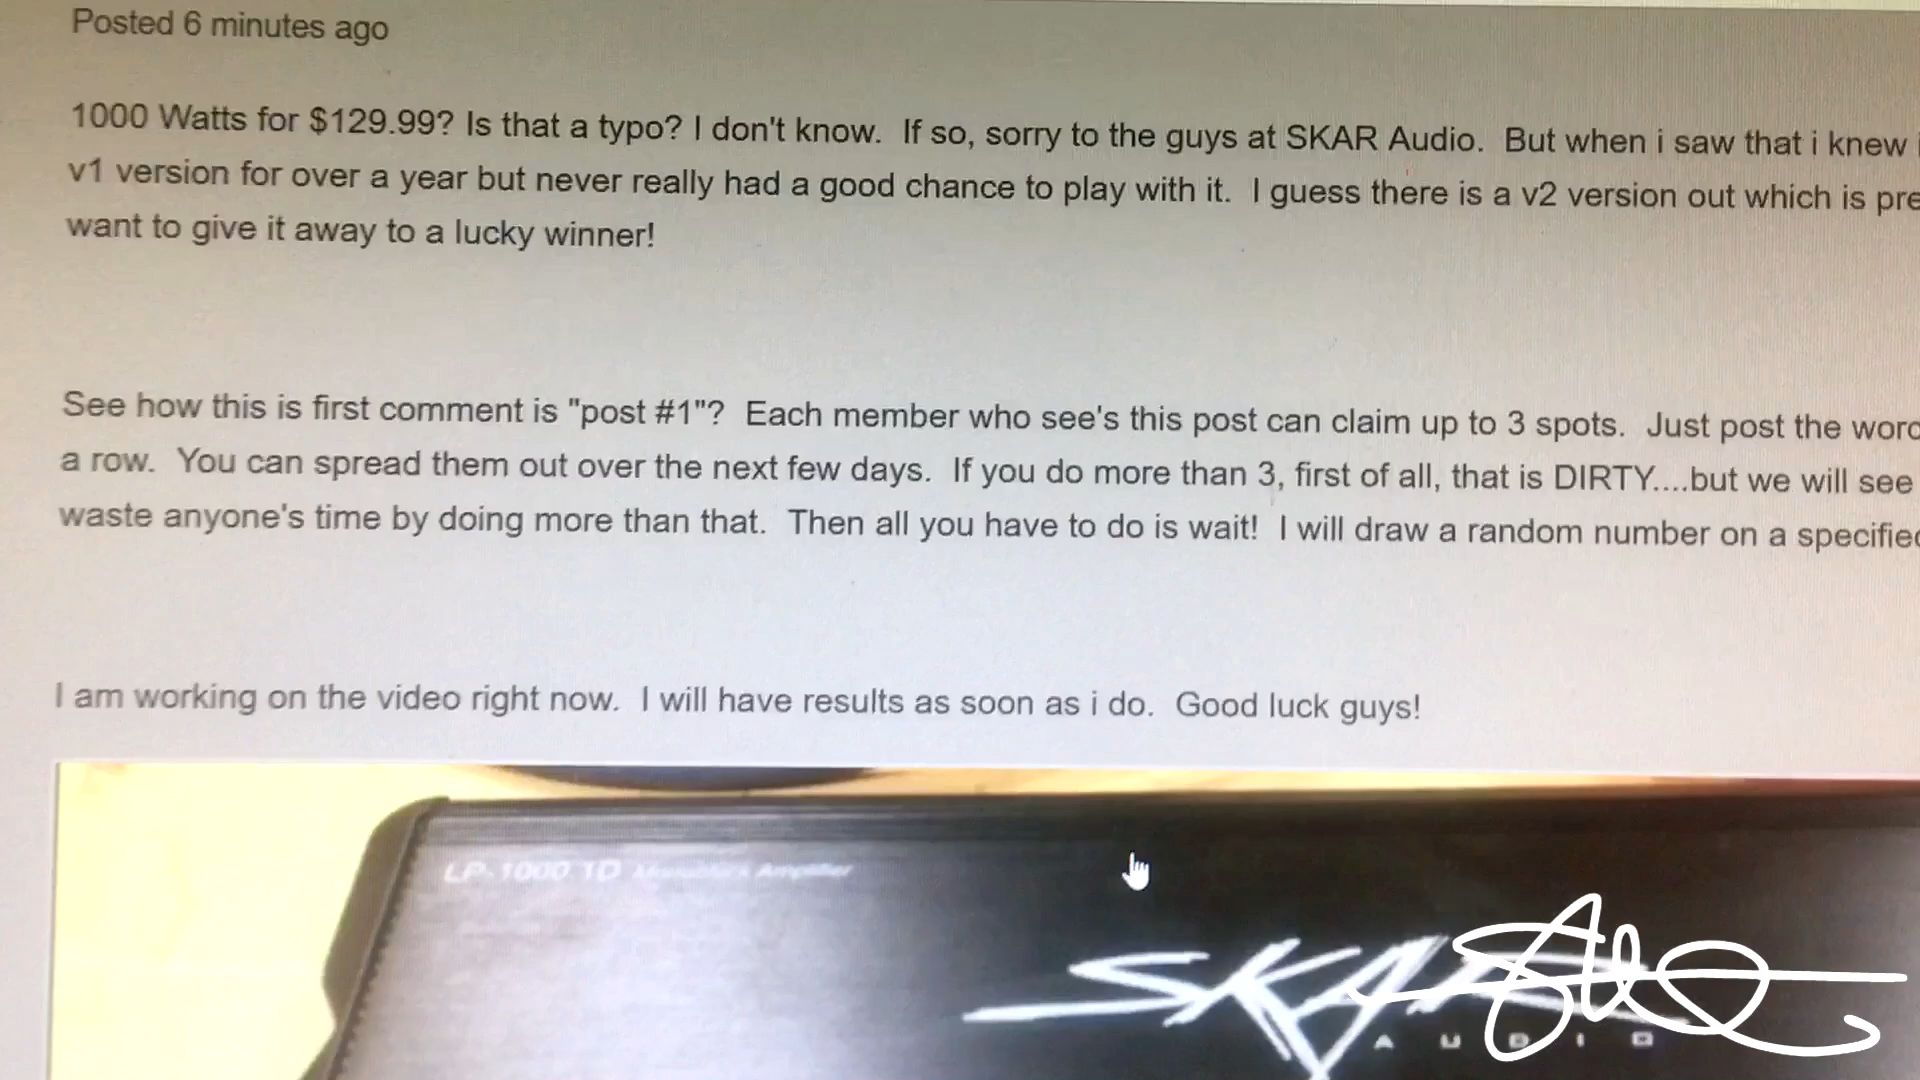 Posted 6 minutes ago
1000 Watts for $129.99? Is that a typo? I don't know. If so, sorry to the guys at SKAR Audio. But when i saw that i knew
v1 version for over a year but never really had a good chance to play with it. I guess there is a v2 version out which is pre
want to give it away to a lucky winner!
See how this is first comment is "post #1"? Each member who see's this post can claim up to 3 spots. Just post the word
a row. You can spread them out over the next few days. If you do more than 3, first of all, that is DIRTY....but we will see
waste anyone's time by doing more than that. Then all you have to do is wait! I will draw a random number on a specified
I am working on the video right now. I will have results as soon as i do. Good luck guys!
LP-1000.1D Monoblock Amplifier
SKAR
AUDIO